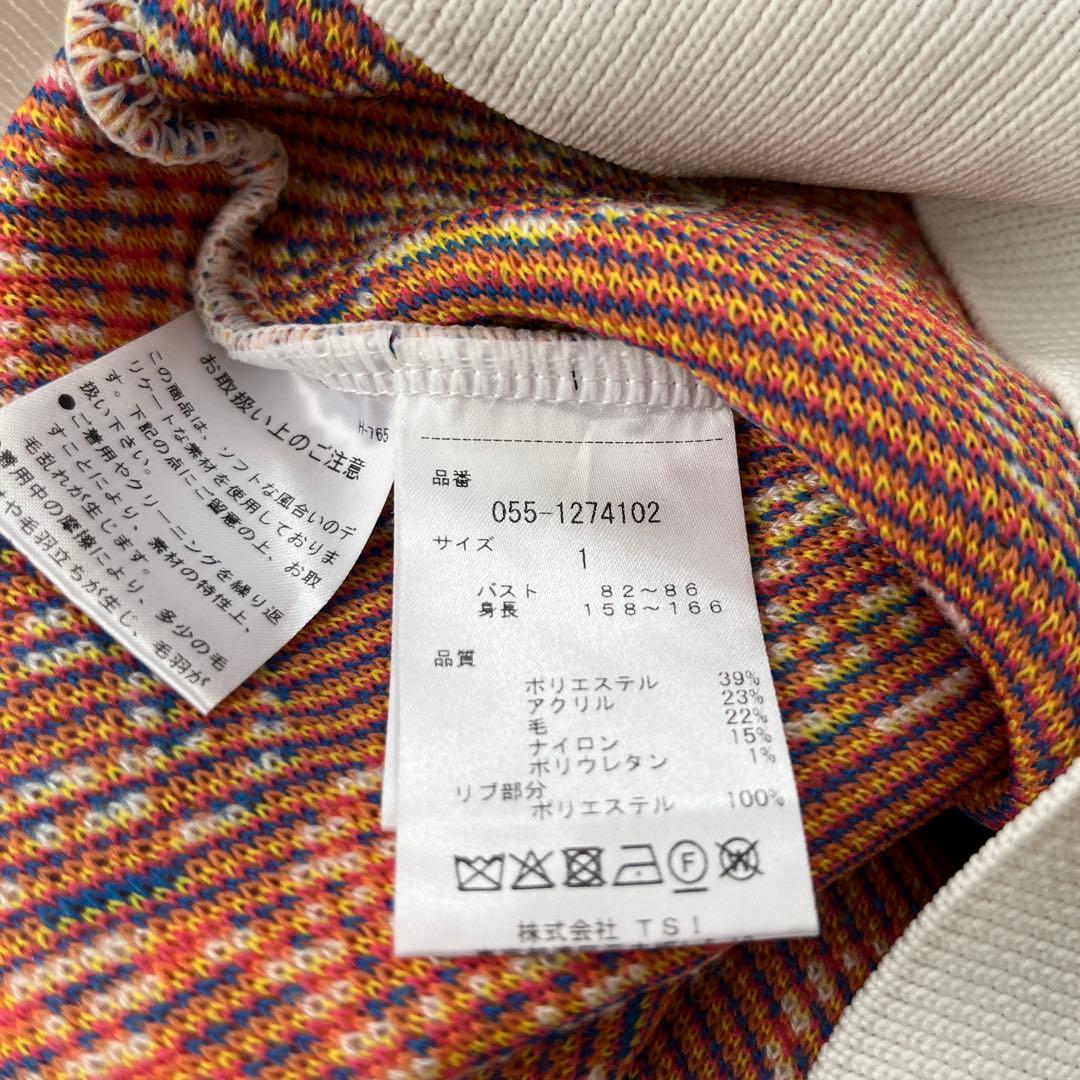 お取扱い上のご注意
この商品は、ソフトな風合いのデ
リケートな素材を使用しておりま
す。下記の点にご留意の上、お取
扱い下さい。
●ご着用やクリーニングを繰り返
すことにより、素材の特性上、
毛乱れが生じます。
着用中の摩擦により、多少の毛
や毛羽立ちが生じ、毛羽が
H-165
品番
055-1274102
サイズ
1
バスト 82～86
身長 158～166
品質
ポリエステル 39%
アクリル 23%
毛 22%
ナイロン 15%
ポリウレタン 1%
リブ部分
ポリエステル 100%
F
W
株式会社 TSI